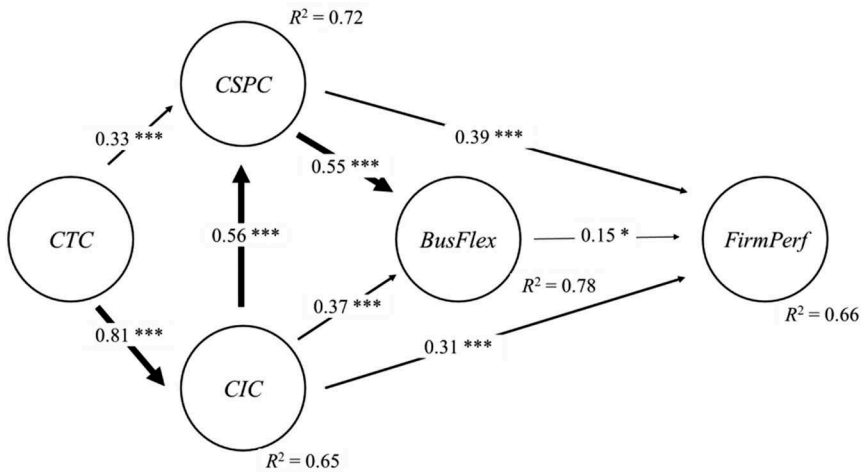 R² = 0.72
CSPC
0.33 ***
0.39 ***
0.55 ***
CTC
0.56 ***
BusFlex
0.15 *
FirmPerf
R² = 0.78
0.37 ***
R² = 0.66
0.81 ***
0.31 ***
CIC
R² = 0.65